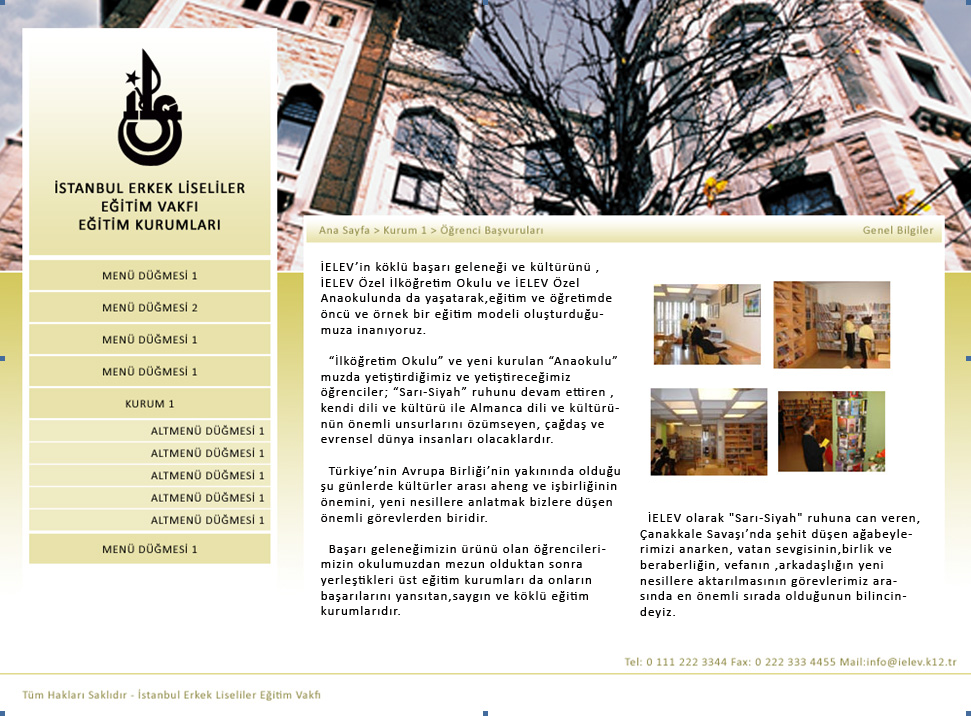 İSTANBUL ERKEK LİSELİLER
EĞİTİM VAKFI
EĞİTİM KURUMLARI
MENÜ DÜĞMESİ 1
MENÜ DÜĞMESİ 2
MENÜ DÜĞMESİ 1
MENÜ DÜĞMESİ 1
KURUM 1
ALTMENÜ DÜĞMESİ 1
ALTMENÜ DÜĞMESİ 1
ALTMENÜ DÜĞMESİ 1
ALTMENÜ DÜĞMESİ 1
ALTMENÜ DÜĞMESİ 1
MENÜ DÜĞMESİ 1
Ana Sayfa > Kurum 1 > Öğrenci Başvuruları
Genel Bilgiler
İELEV’in köklü başarı geleneği ve kültürünü ,
İELEV Özel İlköğretim Okulu ve İELEV Özel
Anaokulunda da yaşatarak,eğitim ve öğretimde
öncü ve örnek bir eğitim modeli oluşturduğu-
muza inanıyoruz.
“İlköğretim Okulu” ve yeni kurulan “Anaokulu”
muzda yetiştirdiğimiz ve yetiştireceğimiz
öğrenciler; “Sarı-Siyah” ruhunu devam ettiren ,
kendi dili ve kültürü ile Almanca dili ve kültürü-
nün önemli unsurlarını özümseyen, çağdaş ve
evrensel dünya insanları olacaklardır.
Türkiye’nin Avrupa Birliği’nin yakınında olduğu
şu günlerde kültürler arası aheng ve işbirliğinin
önemini, yeni nesillere anlatmak bizlere düşen
önemli görevlerden biridir.
Başarı geleneğimizin ürünü olan öğrencileri-
mizin okulumuzdan mezun olduktan sonra
yerleştikleri üst eğitim kurumları da onların
başarılarını yansıtan,saygın ve köklü eğitim
kurumlarıdır.
İELEV olarak "Sarı-Siyah" ruhuna can veren,
Çanakkale Savaşı’nda şehit düşen ağabeyle-
rimizi anarken, vatan sevgisinin,birlik ve
beraberliğin, vefanın ,arkadaşlığın yeni
nesillere aktarılmasının görevlerimiz ara-
sında en önemli sırada olduğunun bilincin-
deyiz.
Tel: 0 111 222 3344 Fax: 0 222 333 4455 Mail:info@ielev.k12.tr
Tüm Hakları Saklıdır - İstanbul Erkek Liseliler Eğitim Vakfı